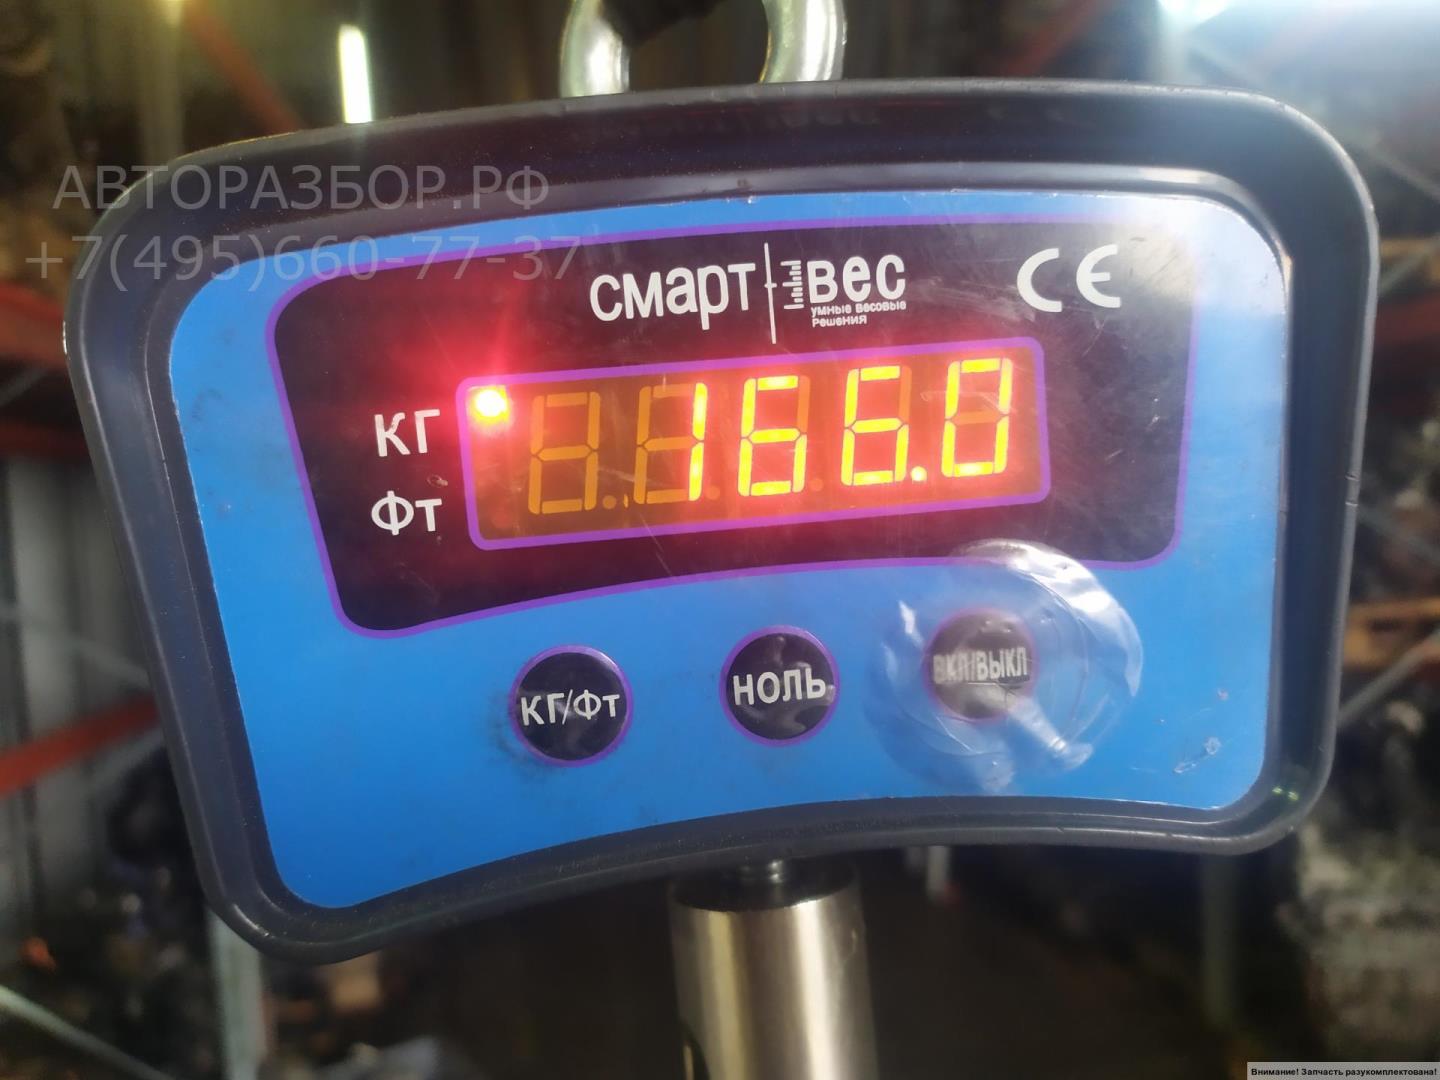 АВТОРАЗБОР.РФ
+7(495)660-77-37
смарт вес
умные весовые
решения
CE
КГ
166.0
Фт
КГ/Фт
НОЛЬ
ВКЛ/ВЫКЛ
Внимание! Запчасть разукомплектована!